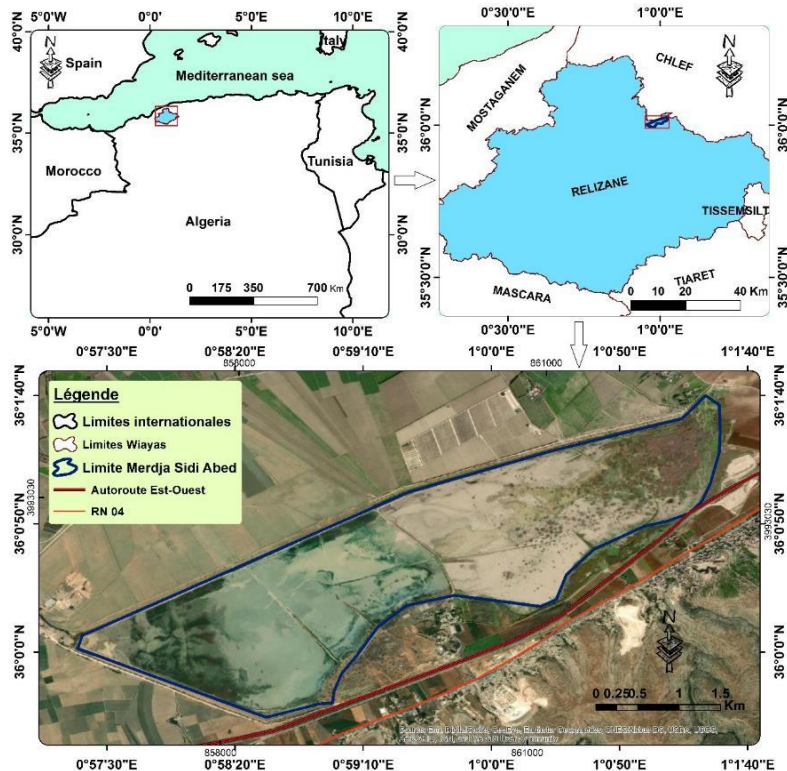 5°0'W 0°0' 5°0'E 10°0'E
40°0'N
35°0'N
30°0'N
N
Italy
Spain
Mediterranean sea
Morocco
Tunisia
Algeria
0 175 350 700 Km
40°0'N
35°0'N
30°0'N
5°0'W 0°0' 5°0'E 10°0'E
0°30'0"E 1°0'0"E
N
CHLEF
MOSTAGANEM
36°0'0"N
36°0'0"N
RELIZANE
TISSEMSILT
35°30'0"N
35°30'0"N
TIARET
MASCARA
0 10 20 40 Km
0°30'0"E 1°0'0"E
0°57'30"E 0°58'20"E 0°59'10"E 1°0'0"E 1°0'50"E 1°1'40"E
858000 861000
36°1'40"N
36°1'40"N
Légende
Limites internationales
Limites Wiayas
Limite Merdja Sidi Abed
Autoroute Est-Ouest
RN 04
3993030
3993030
36°0'50"N
36°0'50"N
36°0'0"N
36°0'0"N
N
0 0.25 0.5 1 1.5
Km
858000 861000
0°57'30"E 0°58'20"E 0°59'10"E 1°0'0"E 1°0'50"E 1°1'40"E